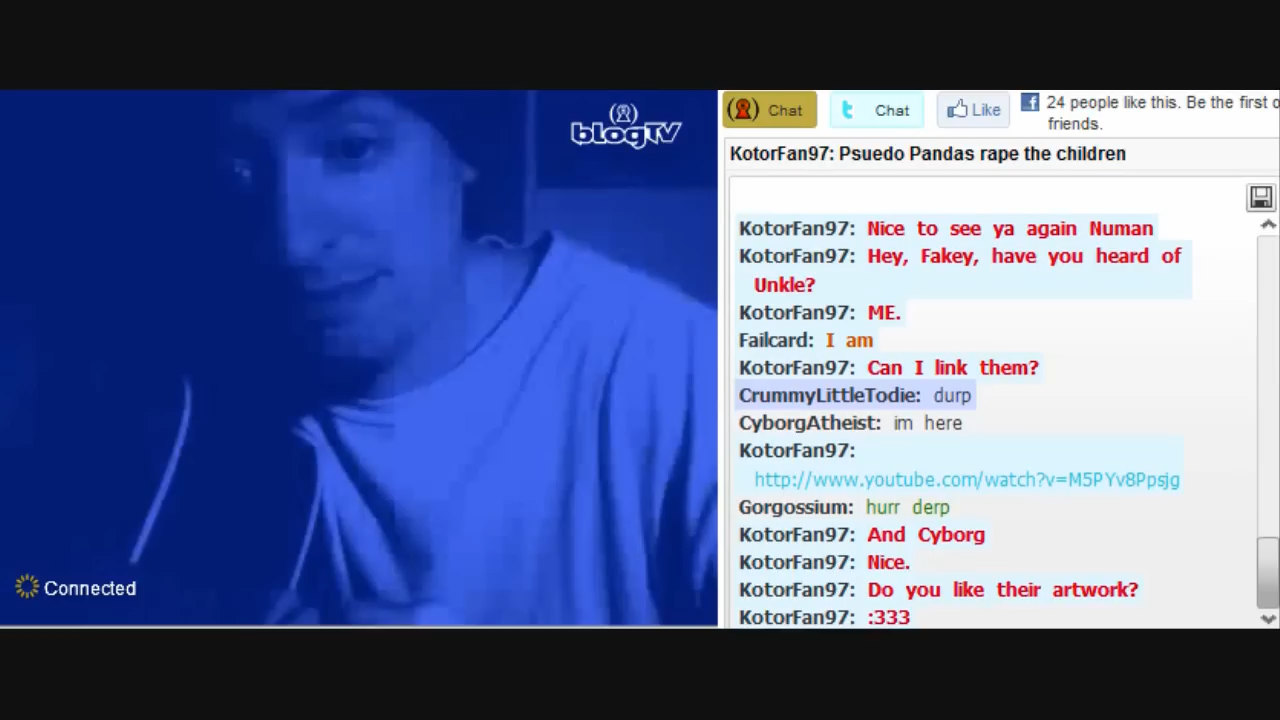 blogTV
Connected
Chat
Chat
Like
24 people like this. Be the first o
friends.
KotorFan97: Psuedo Pandas rape the children
KotorFan97: Nice to see ya again Numan
KotorFan97: Hey, Fakey, have you heard of
Unkle?
KotorFan97: ME.
Failcard: I am
KotorFan97: Can I link them?
CrummyLittleTodie: durp
CyborgAtheist: im here
KotorFan97:
http://www.youtube.com/watch?v=M5PYv8Ppsjg
Gorgossium: hurr derp
KotorFan97: And Cyborg
KotorFan97: Nice.
KotorFan97: Do you like their artwork?
KotorFan97: :333